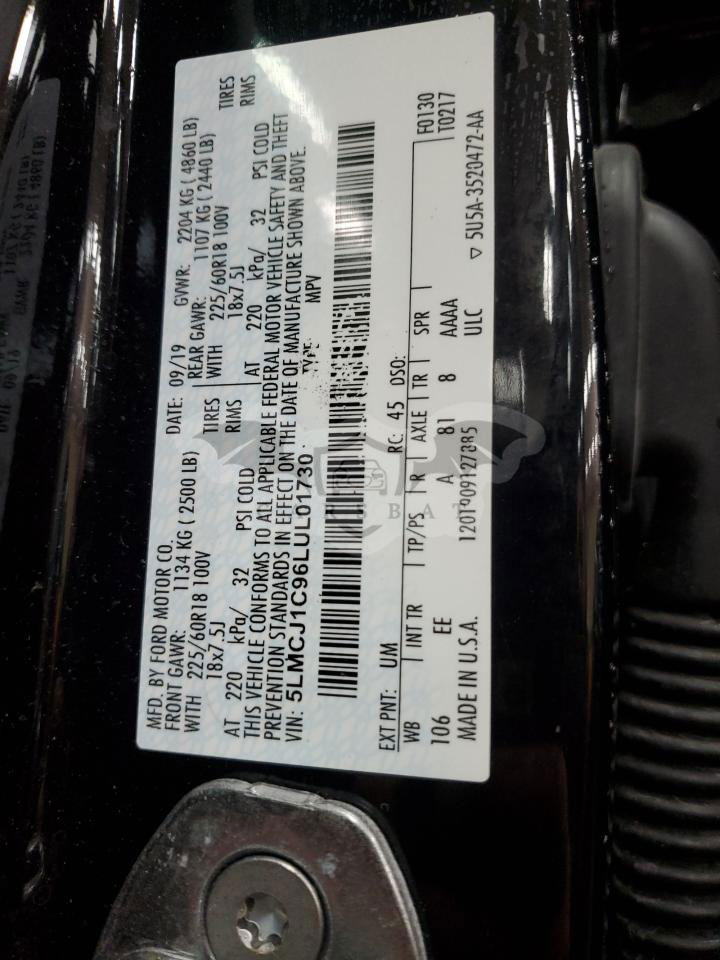 MFD. BY FORD MOTOR CO. DATE: 09/19 GVWR: 2204 KG ( 4860 LB)
FRONT GAWR: 1134 KG ( 2500 LB) REAR GAWR: 1107 KG ( 2440 LB)
WITH 225/60R18 100V TIRES WITH 225/60R18 100V TIRES
18x7.5J RIMS 18x7.5J RIMS
AT 220 kPa/ 32 PSI COLD AT 220 kPa/ 32 PSI COLD
THIS VEHICLE CONFORMS TO ALL APPLICABLE FEDERAL MOTOR VEHICLE SAFETY AND THEFT
PREVENTION STANDARDS IN EFFECT ON THE DATE OF MANUFACTURE SHOWN ABOVE.
VIN: 5LMCJ1C96LUL01730 TYPE: MPV
EXT PNT: UM RC: 45 DSO: F0130
WB INT TR TP/PS R AXLE TR SPR T0217
106 EE A 81 8 AAAA
ULC
MADE IN U.S.A. 5U5A-3520472-AA